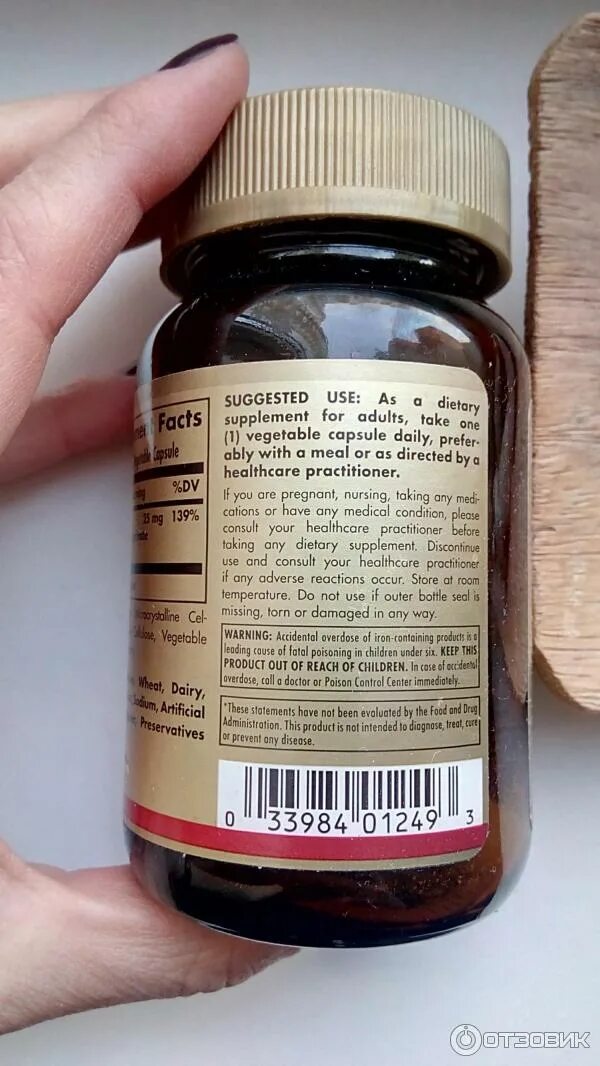 Facts
Vegetable Capsule
%DV
25 mg 139%
Microcrystalline Cel-
Cellulose, Vegetable
Wheat, Dairy,
Sodium, Artificial
Preservatives
SUGGESTED USE: As a dietary
supplement for adults, take one
(1) vegetable capsule daily, prefer-
ably with a meal or as directed by a
healthcare practitioner.
If you are pregnant, nursing, taking any medi-
cations or have any medical condition, please
consult your healthcare practitioner before
taking any dietary supplement. Discontinue
use and consult your healthcare practitioner
if any adverse reactions occur. Store at room
temperature. Do not use if outer bottle seal is
missing, torn or damaged in any way.
WARNING: Accidental overdose of iron-containing products is a
leading cause of fatal poisoning in children under six. KEEP THIS
PRODUCT OUT OF REACH OF CHILDREN. In case of accidental
overdose, call a doctor or Poison Control Center immediately.
*These statements have not been evaluated by the Food and Drug
Administration. This product is not intended to diagnose, treat, cure
or prevent any disease.
0 33984 01249 3
ОТЗОВИК